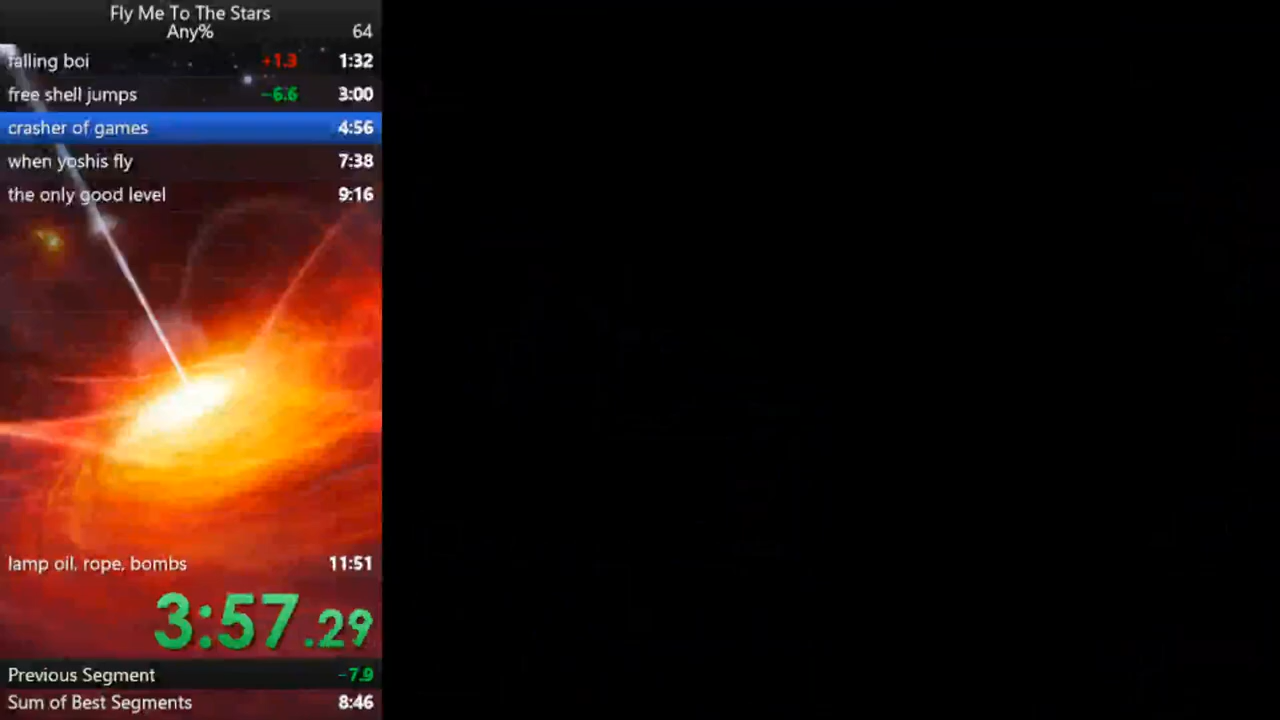 Fly Me To The Stars
Any% 64
falling boi +1.3 1:32
free shell jumps −6.6 3:00
crasher of games 4:56
when yoshis fly 7:38
the only good level 9:16
lamp oil, rope, bombs 11:51
3:57.29
Previous Segment −7.9
Sum of Best Segments 8:46